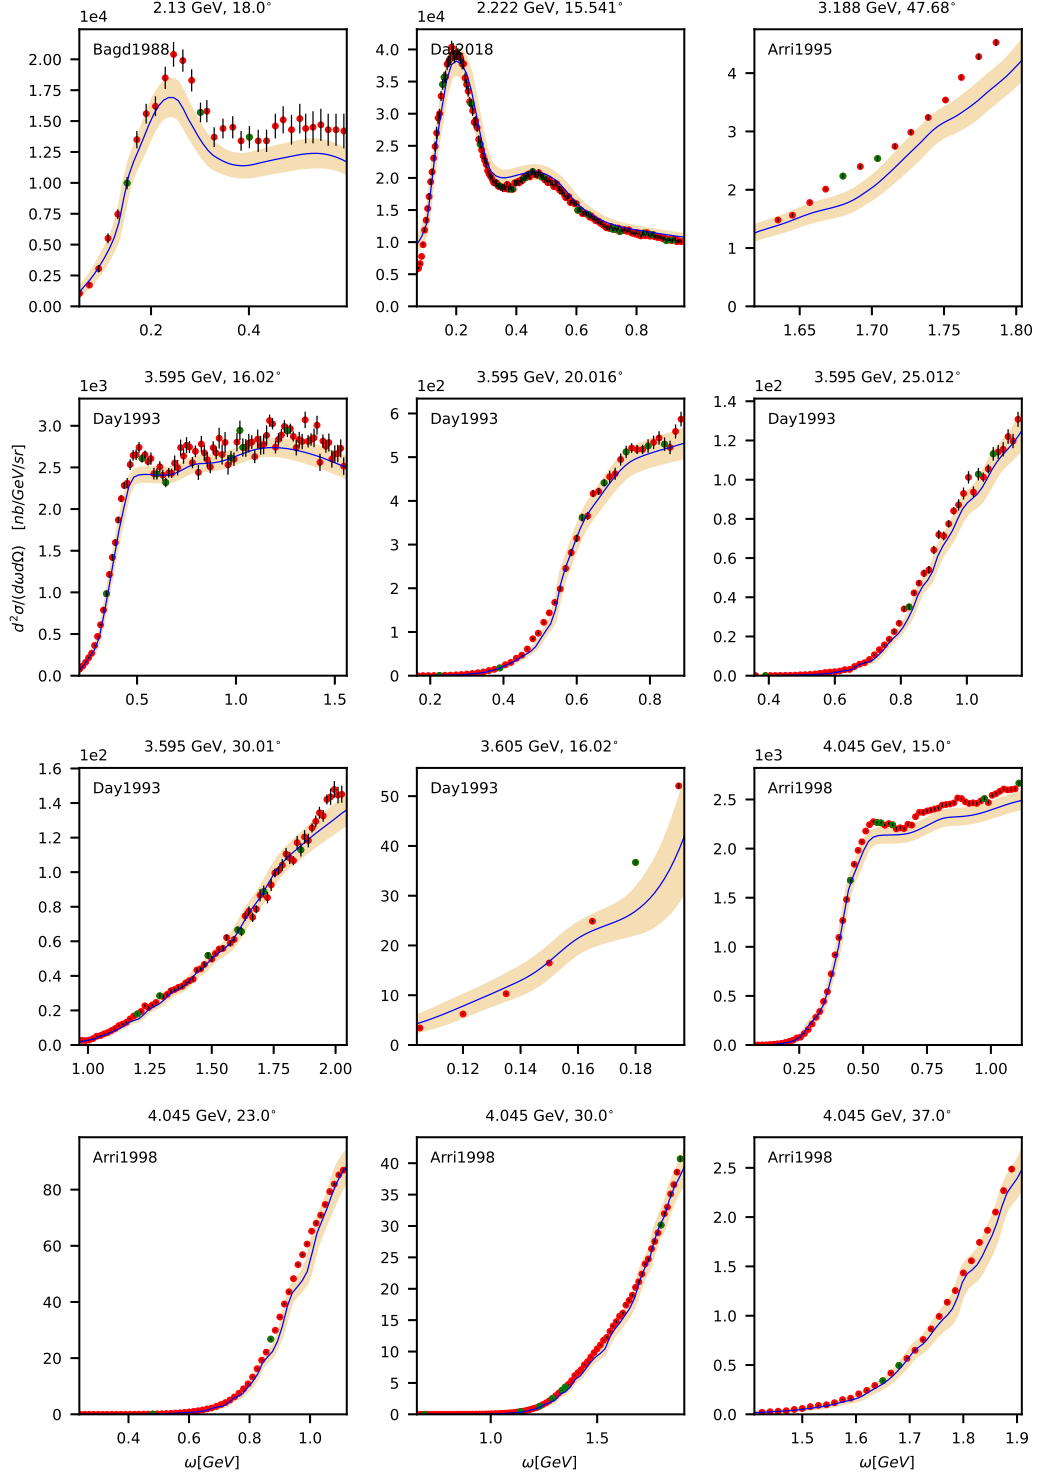 2.13 GeV, 18.0°
1e4
Bagd1988
2.00
1.75
1.50
1.25
1.00
0.75
0.50
0.25
0.00
0.2 0.4
2.222 GeV, 15.541°
1e4
Day2018
4.0
3.5
3.0
2.5
2.0
1.5
1.0
0.5
0.0
0.2 0.4 0.6 0.8
3.188 GeV, 47.68°
Arri1995
4
3
2
1
0
1.65 1.70 1.75 1.80
3.595 GeV, 16.02°
1e3
Day1993
3.0
2.5
2.0
1.5
1.0
0.5
0.0
0.5 1.0 1.5
d²σ/(dωdΩ) [nb/GeV/sr]
3.595 GeV, 20.016°
1e2
Day1993
6
5
4
3
2
1
0
0.2 0.4 0.6 0.8
3.595 GeV, 25.012°
1e2
Day1993
1.4
1.2
1.0
0.8
0.6
0.4
0.2
0.0
0.4 0.6 0.8 1.0
3.595 GeV, 30.01°
1e2
Day1993
1.6
1.4
1.2
1.0
0.8
0.6
0.4
0.2
0.0
1.00 1.25 1.50 1.75 2.00
3.605 GeV, 16.02°
Day1993
50
40
30
20
10
0
0.12 0.14 0.16 0.18
4.045 GeV, 15.0°
1e3
Arri1998
2.5
2.0
1.5
1.0
0.5
0.0
0.25 0.50 0.75 1.00
4.045 GeV, 23.0°
Arri1998
80
60
40
20
0
0.4 0.6 0.8 1.0
ω[GeV]
4.045 GeV, 30.0°
Arri1998
40
35
30
25
20
15
10
5
0
1.0 1.5
ω[GeV]
4.045 GeV, 37.0°
Arri1998
2.5
2.0
1.5
1.0
0.5
0.0
1.5 1.6 1.7 1.8 1.9
ω[GeV]